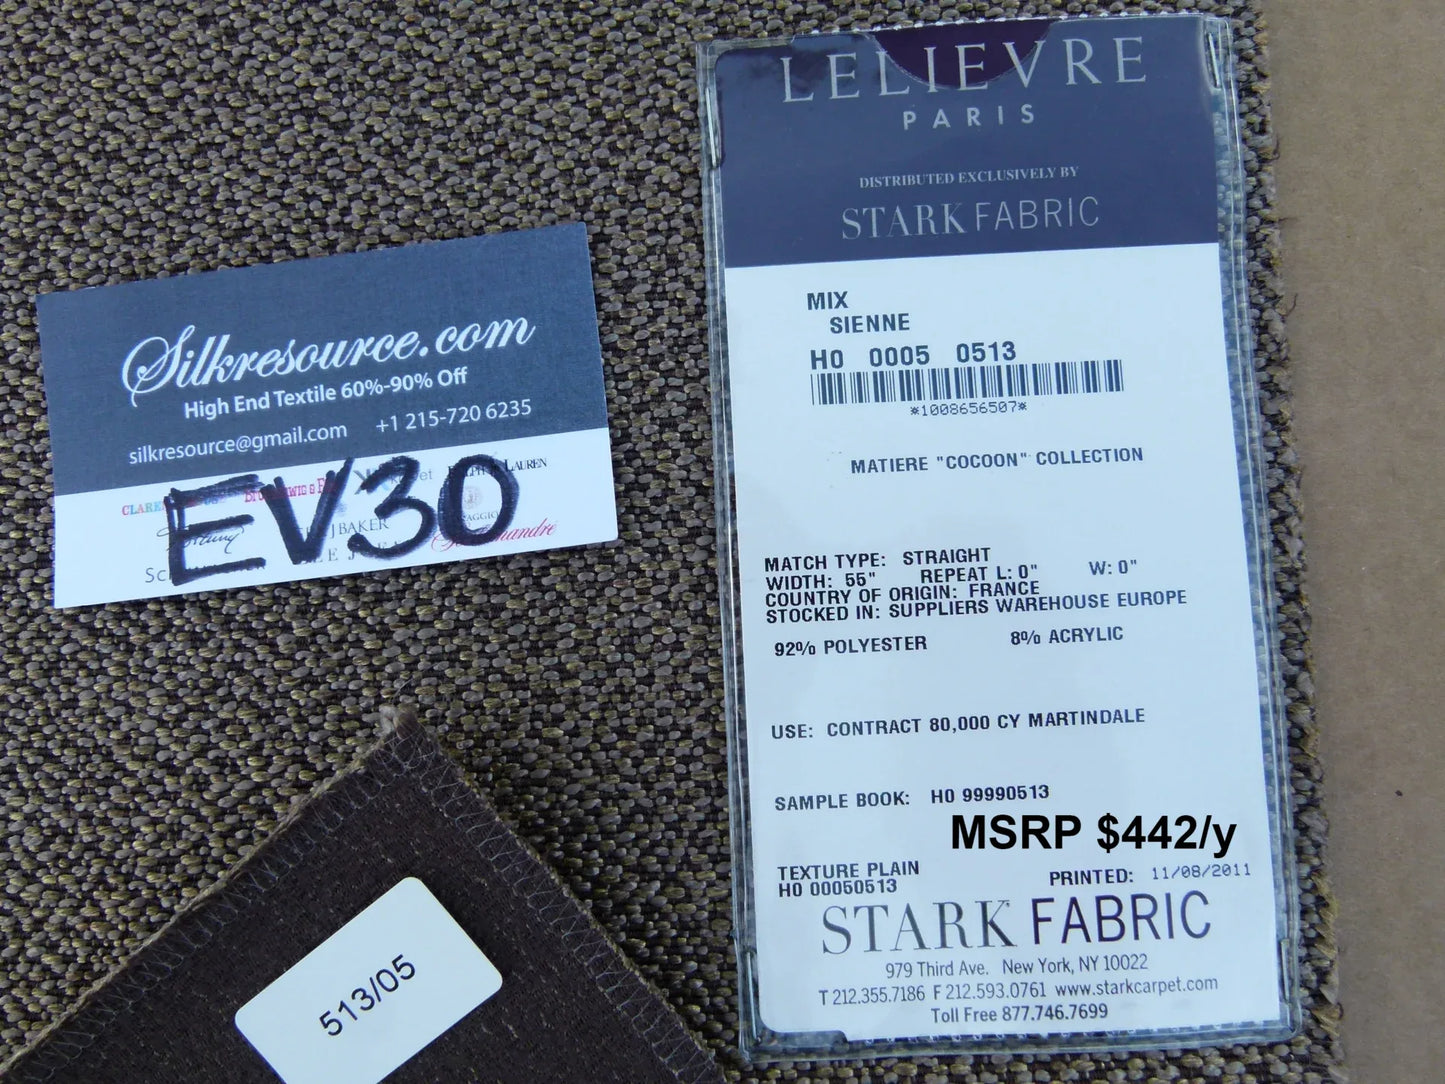 LELIEVRE
PARIS
DISTRIBUTED EXCLUSIVELY BY
STARK FABRIC
MIX
SIENNE
H0 0005 0513
*1008656507*
MATIERE "COCOON" COLLECTION
MATCH TYPE: STRAIGHT
WIDTH: 55" REPEAT L: 0" W: 0"
COUNTRY OF ORIGIN: FRANCE
STOCKED IN: SUPPLIERS WAREHOUSE EUROPE
92% POLYESTER 8% ACRYLIC
USE: CONTRACT 80,000 CY MARTINDALE
SAMPLE BOOK: H0 99990513
MSRP $442/y
TEXTURE PLAIN
H0 00050513
PRINTED: 11/08/2011
STARK FABRIC
979 Third Ave. New York, NY 10022
T 212.355.7186 F 212.593.0761 www.starkcarpet.com
Toll Free 877.746.7699
Silkresource.com
High End Textile 60%-90% Off
silkresource@gmail.com +1 215-720 6235
EV30
LAUREN
BAKER
513/05